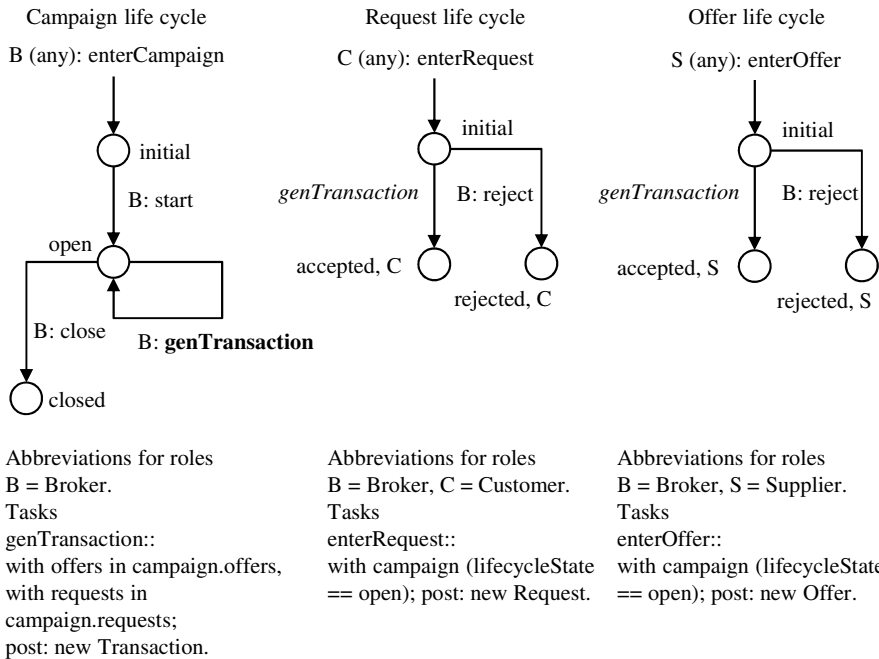 Campaign life cycle
B (any): enterCampaign
initial
B: start
open
B: close
B: genTransaction
closed
Abbreviations for roles
B = Broker.
Tasks
genTransaction::
with offers in campaign.offers,
with requests in
campaign.requests;
post: new Transaction.
Request life cycle
C (any): enterRequest
initial
genTransaction
B: reject
accepted, C
rejected, C
Abbreviations for roles
B = Broker, C = Customer.
Tasks
enterRequest::
with campaign (lifecycleState
== open); post: new Request.
Offer life cycle
S (any): enterOffer
initial
genTransaction
B: reject
accepted, S
rejected, S
Abbreviations for roles
B = Broker, S = Supplier.
Tasks
enterOffer::
with campaign (lifecycleState
== open); post: new Offer.